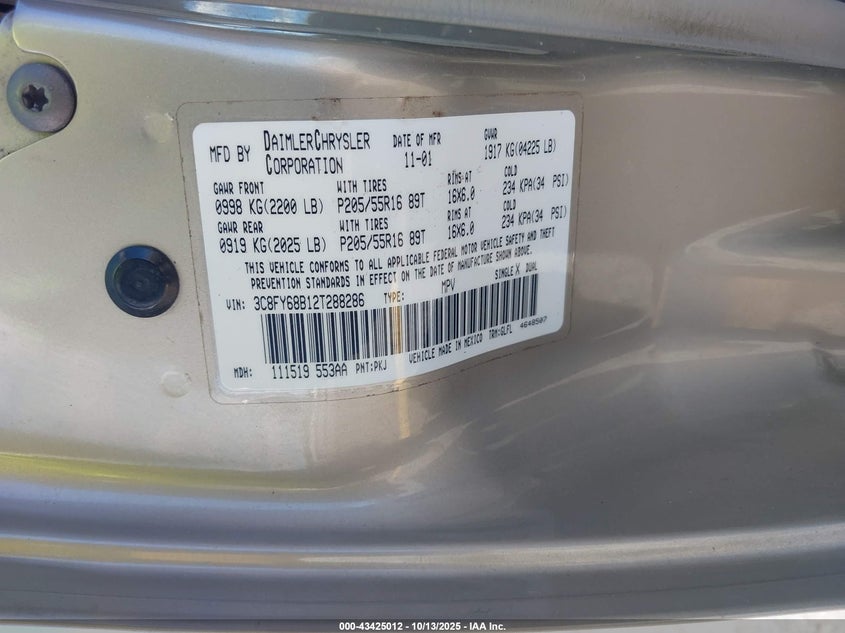 MFD BY DAIMLERCHRYSLER CORPORATION DATE OF MFR 11-01 GVWR 1917 KG(04225 LB)
GAWR FRONT WITH TIRES RIMS AT COLD
0998 KG(2200 LB) P205/55R16 89T 16X6.0 234 KPA(34 PSI)
GAWR REAR WITH TIRES RIMS AT COLD
0919 KG(2025 LB) P205/55R16 89T 16X6.0 234 KPA(34 PSI)
THIS VEHICLE CONFORMS TO ALL APPLICABLE FEDERAL MOTOR VEHICLE SAFETY AND THEFT
PREVENTION STANDARDS IN EFFECT ON THE DATE OF MANUFACTURE SHOWN ABOVE.
VIN: 3C8FY68B12T288286 TYPE: MPV SINGLE X DUAL
MDH: 111519 553AA PNT:PKJ VEHICLE MADE IN MEXICO TRM:GLFL 4648507
000-43425012 - 10/13/2025 - IAA Inc.